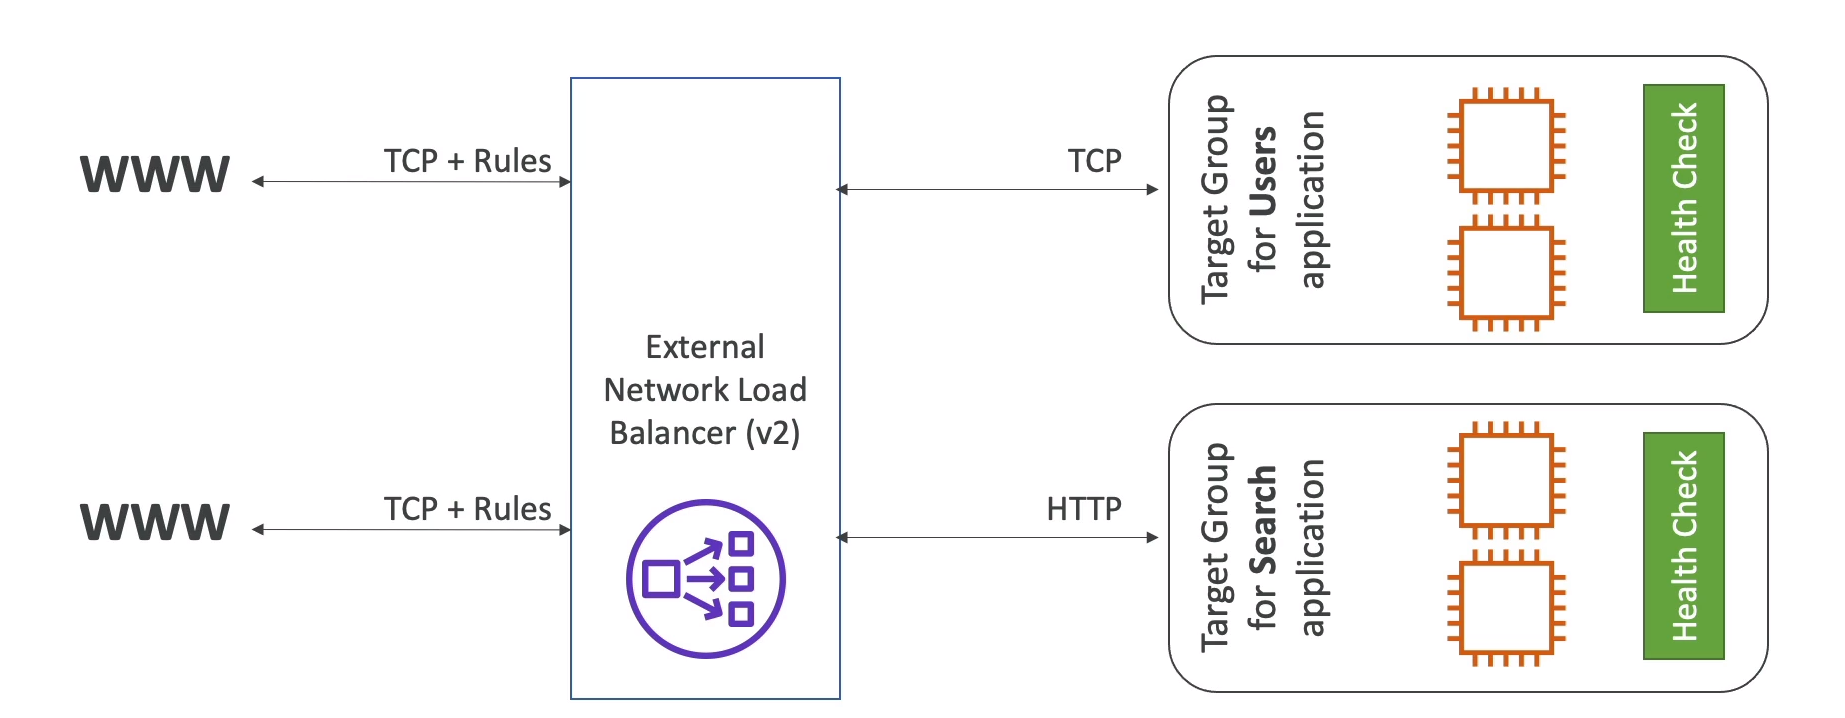 WWW
TCP + Rules
TCP
Target Group
for Users
application
Health Check
External
Network Load
Balancer (v2)
WWW
TCP + Rules
HTTP
Target Group
for Search
application
Health Check